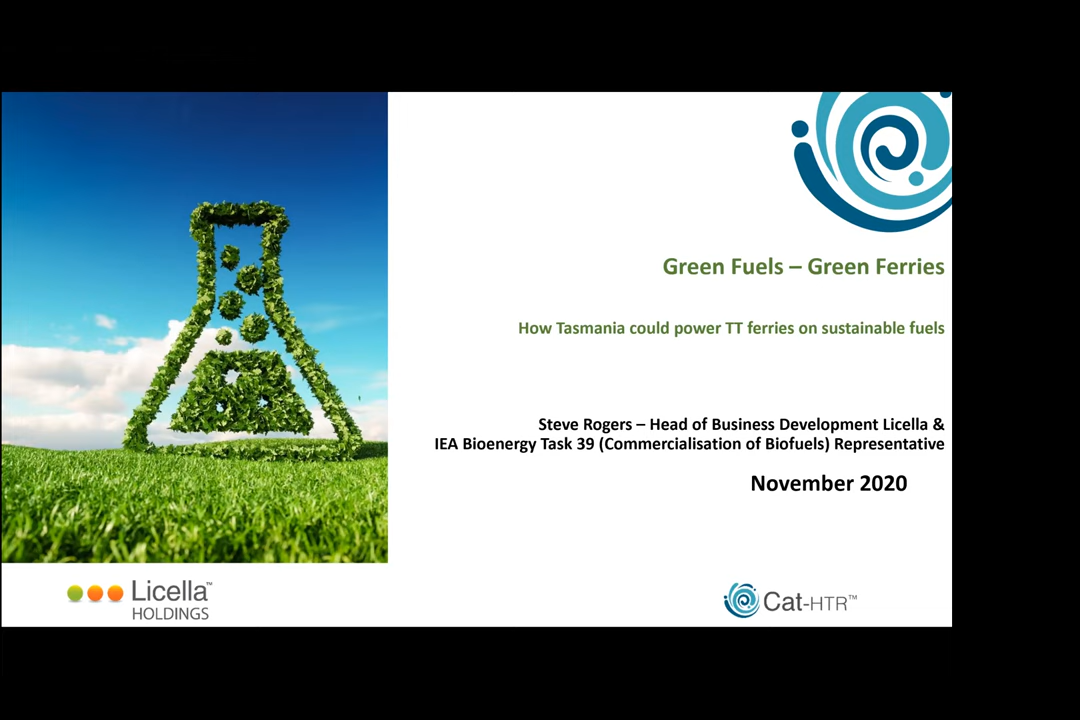 Green Fuels – Green Ferries
How Tasmania could power TT ferries on sustainable fuels
Steve Rogers – Head of Business Development Licella &
IEA Bioenergy Task 39 (Commercialisation of Biofuels) Representative
November 2020
Licella™
HOLDINGS
Cat-HTR™